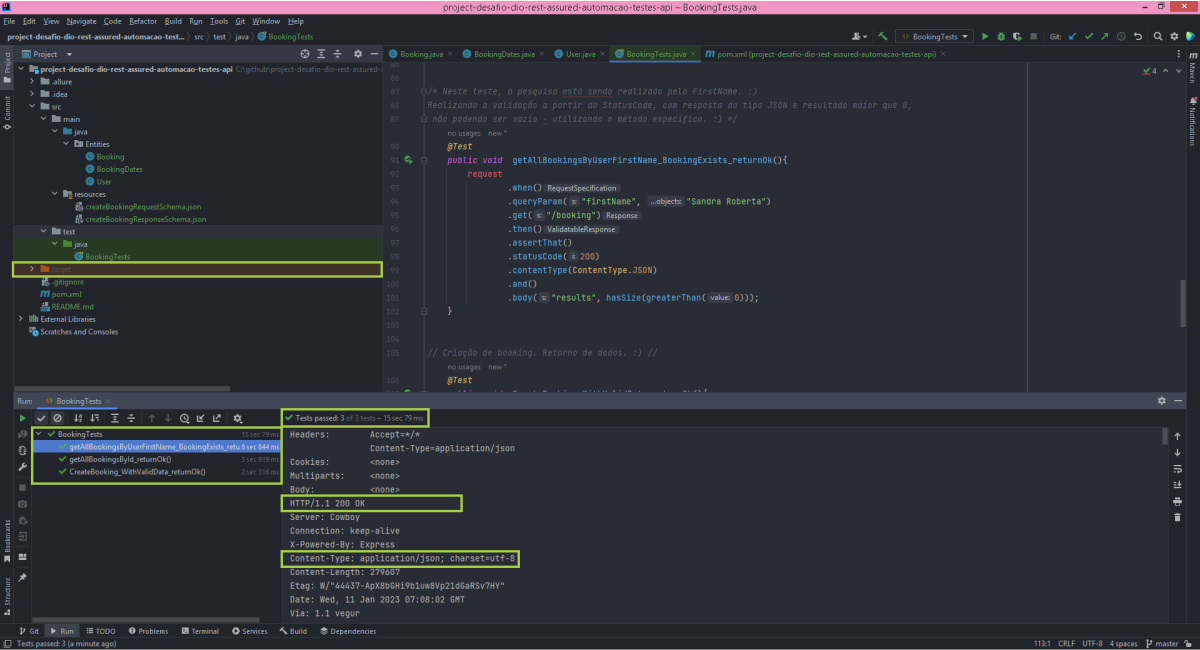 project-desafio-dio-rest-assured-automacao-testes-api – BookingTests.java
File Edit View Navigate Code Refactor Build Run Tools Git Window Help
project-desafio-dio-rest-assured-automacao-test... src test java BookingTests
BookingTests
Git:
Project
Booking.java BookingDates.java User.java BookingTests.java pom.xml (project-desafio-dio-rest-assured-automacao-testes-api)
project-desafio-dio-rest-assured-automacao-testes-api C:\github\project-desafio-dio-rest-assured-a
.allure
.idea
src
main
java
Entities
Booking
BookingDates
User
resources
createBookingRequestSchema.json
createBookingResponseSchema.json
test
java
BookingTests
target
.gitignore
pom.xml
README.md
External Libraries
Scratches and Consoles
Project
Commit
Bookmarks
Structure
Maven
Notifications
4
85
86
87 /* Neste teste, a pesquisa está sendo realizada pelo FirstName. :)
88 Realizando a validação a partir do StatusCode, com resposta do tipo JSON e resultado maior que 0,
89 não podendo ser vazio - utilizando o método específico. :) */
no usages new *
90 @Test
91 public void getAllBookingsByUserFirstName_BookingExists_returnOk(){
92 request
93 .when() RequestSpecification
94 .queryParam( s: "firstName", ...objects: "Sandra Roberta")
95 .get( s: "/booking") Response
96 .then() ValidatableResponse
97 .assertThat()
98 .statusCode( i: 200)
99 .contentType(ContentType.JSON)
100 .and()
101 .body( s: "results", hasSize(greaterThan( value: 0)));
102 }
103
104
105 // Criação de booking. Retorno de dados. :) //
no usages new *
106 @Test
Run: BookingTests
Tests passed: 3 of 3 tests – 15 sec 79 ms
BookingTests 15 sec 79 ms
getAllBookingsByUserFirstName_BookingExists_retu 8 sec 844 ms
getAllBookingsById_returnOk() 3 sec 919 ms
CreateBooking_WithValidData_returnOk() 2 sec 316 ms
Headers: Accept=*/*
Content-Type=application/json
Cookies: <none>
Multiparts: <none>
Body: <none>
HTTP/1.1 200 OK
Server: Cowboy
Connection: keep-alive
X-Powered-By: Express
Content-Type: application/json; charset=utf-8
Content-Length: 279607
Etag: W/"44437-ApX8bGHi9b1uw8Vp21dGaRSv7HY"
Date: Wed, 11 Jan 2023 07:08:02 GMT
Via: 1.1 vegur
Git Run TODO Problems Terminal Services Build Dependencies
Tests passed: 3 (a minute ago)
113:1 CRLF UTF-8 4 spaces master